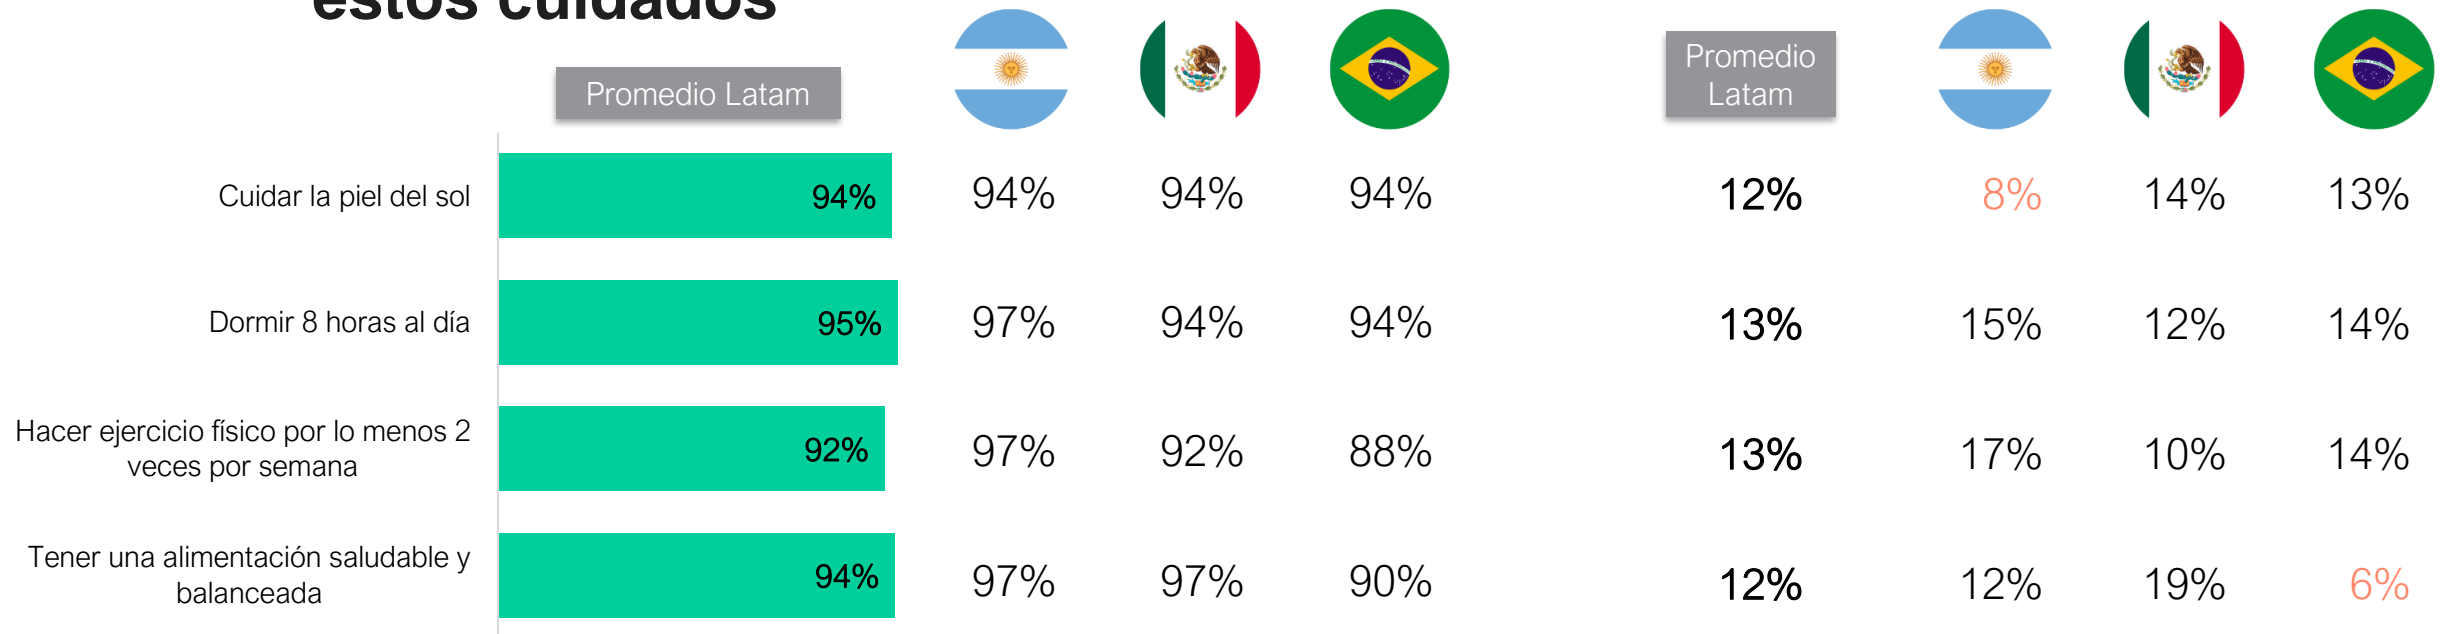 estos cuidados
Promedio Latam
Promedio
Latam
Cuidar la piel del sol 94% 94% 94% 94% 12% 8% 14% 13%
Dormir 8 horas al día 95% 97% 94% 94% 13% 15% 12% 14%
Hacer ejercicio físico por lo menos 2
veces por semana 92% 97% 92% 88% 13% 17% 10% 14%
Tener una alimentación saludable y
balanceada 94% 97% 97% 90% 12% 12% 19% 6%